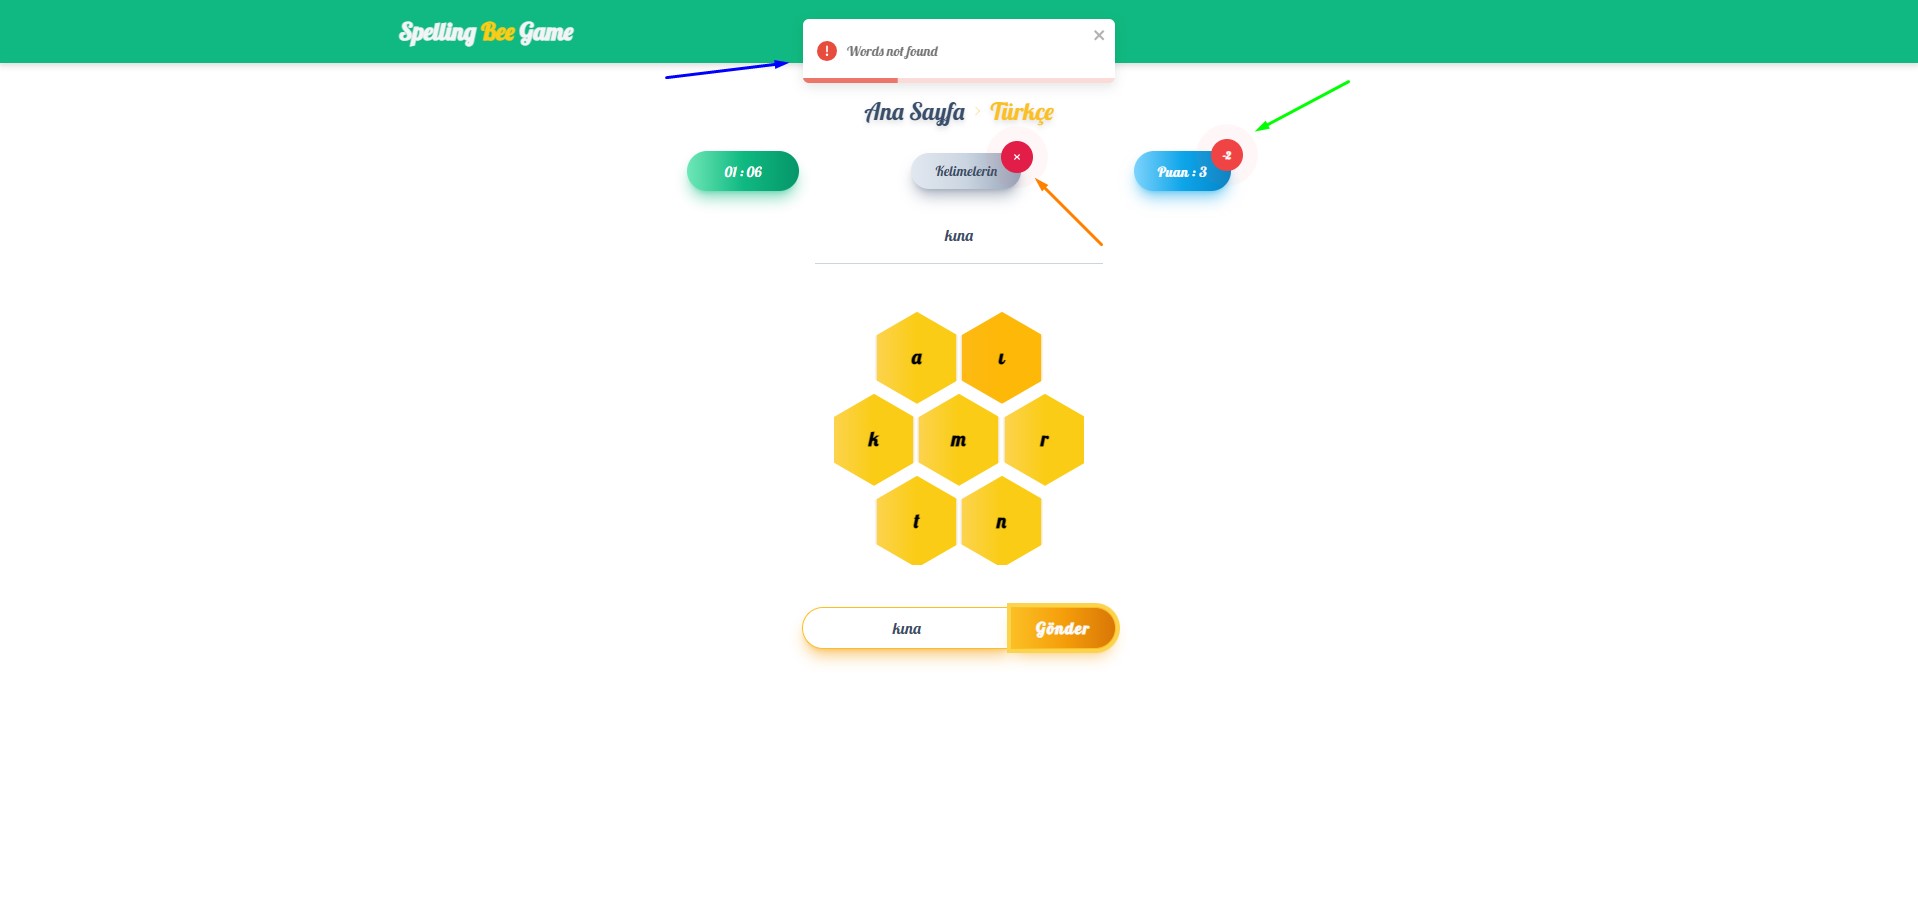 Spelling Bee Game
Words not found
Ana Sayfa › Türkçe
01 : 06
Kelimelerin
×
Puan : 3
-2
kına
a
ı
k
m
r
t
n
kına
Gönder